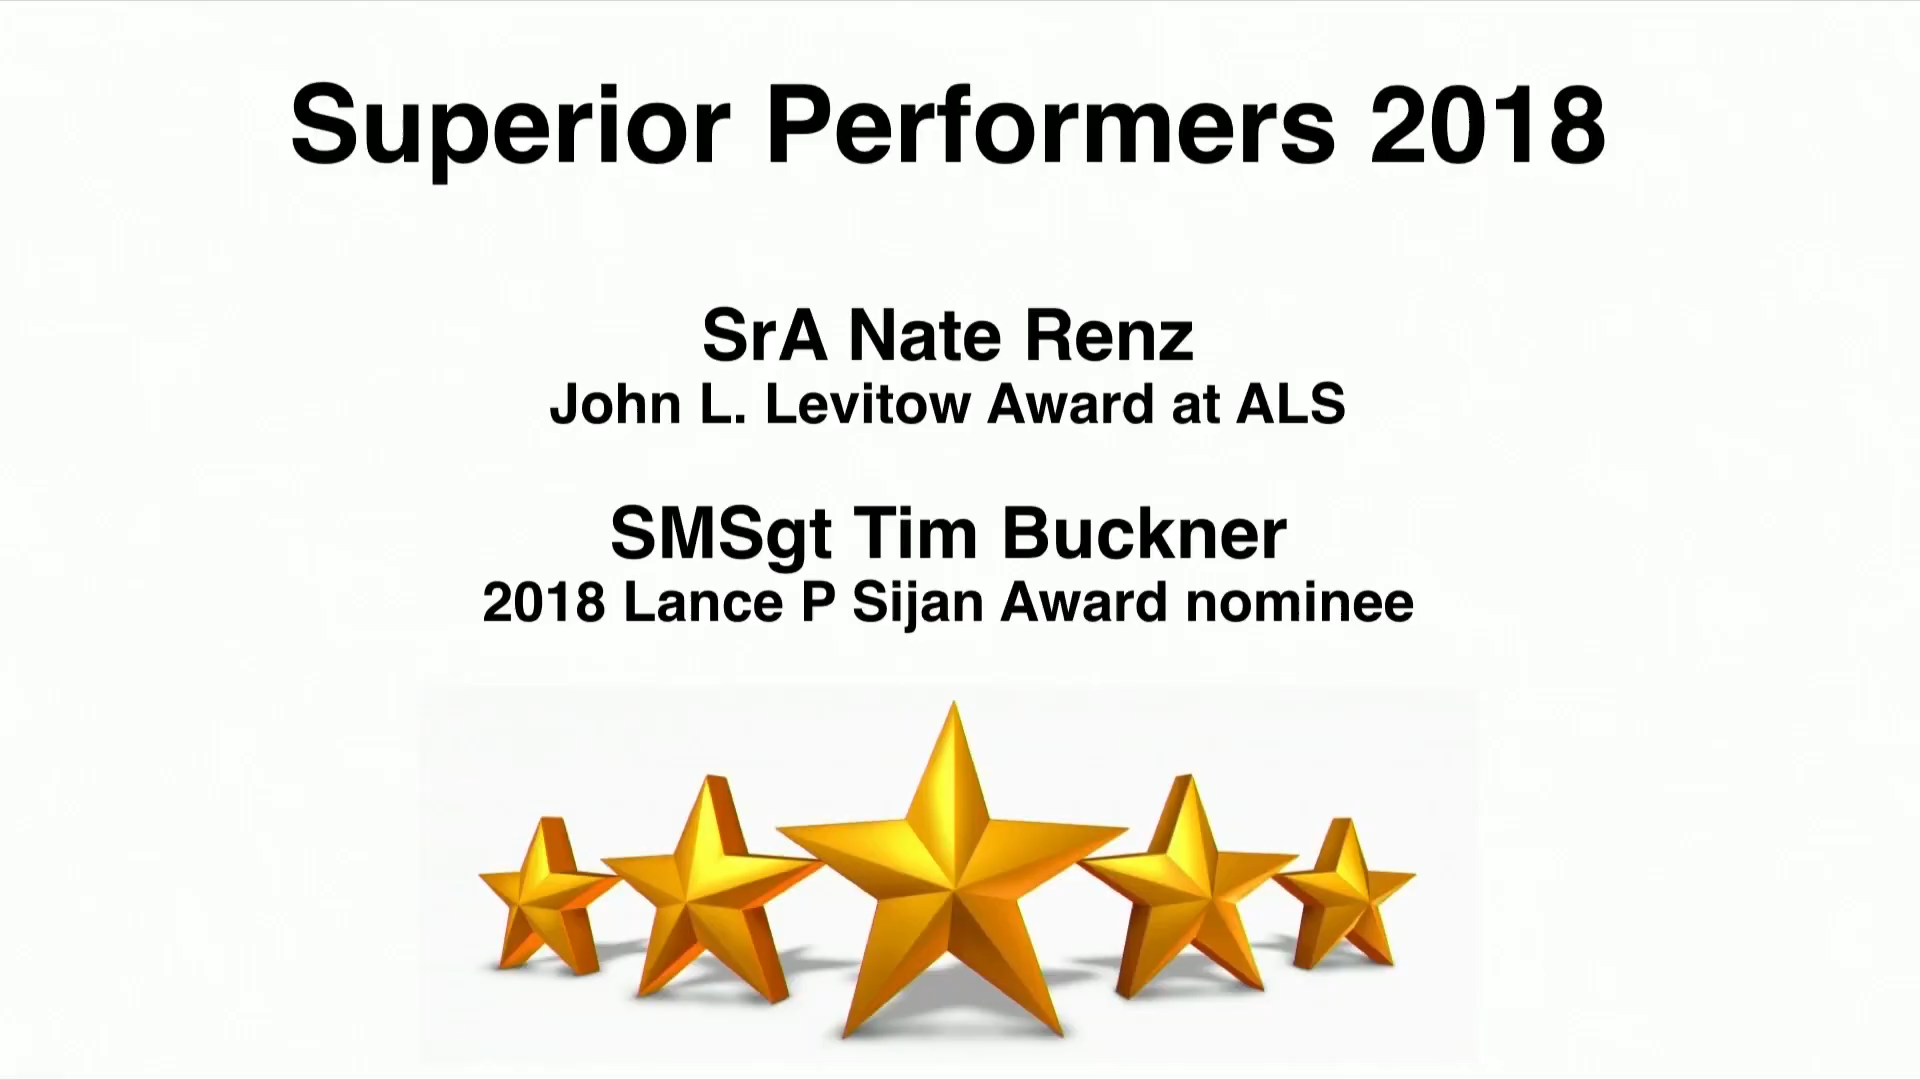 Superior Performers 2018
SrA Nate Renz
John L. Levitow Award at ALS
SMSgt Tim Buckner
2018 Lance P Sijan Award nominee